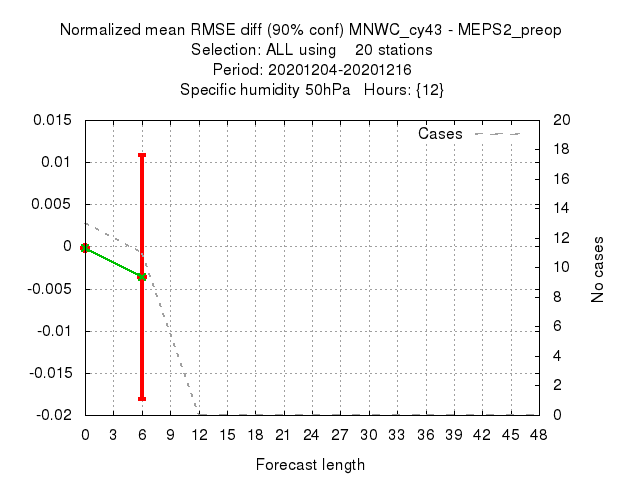 Normalized mean RMSE diff (90% conf) MNWC_cy43 - MEPS2_preop
Selection: ALL using 20 stations
Period: 20201204-20201216
Specific humidity 50hPa Hours: {12}
Cases
0.015
0.01
0.005
0
-0.005
-0.01
-0.015
-0.02
20
18
16
14
12
10
8
6
4
2
0
No cases
0 3 6 9 12 15 18 21 24 27 30 33 36 39 42 45 48
Forecast length